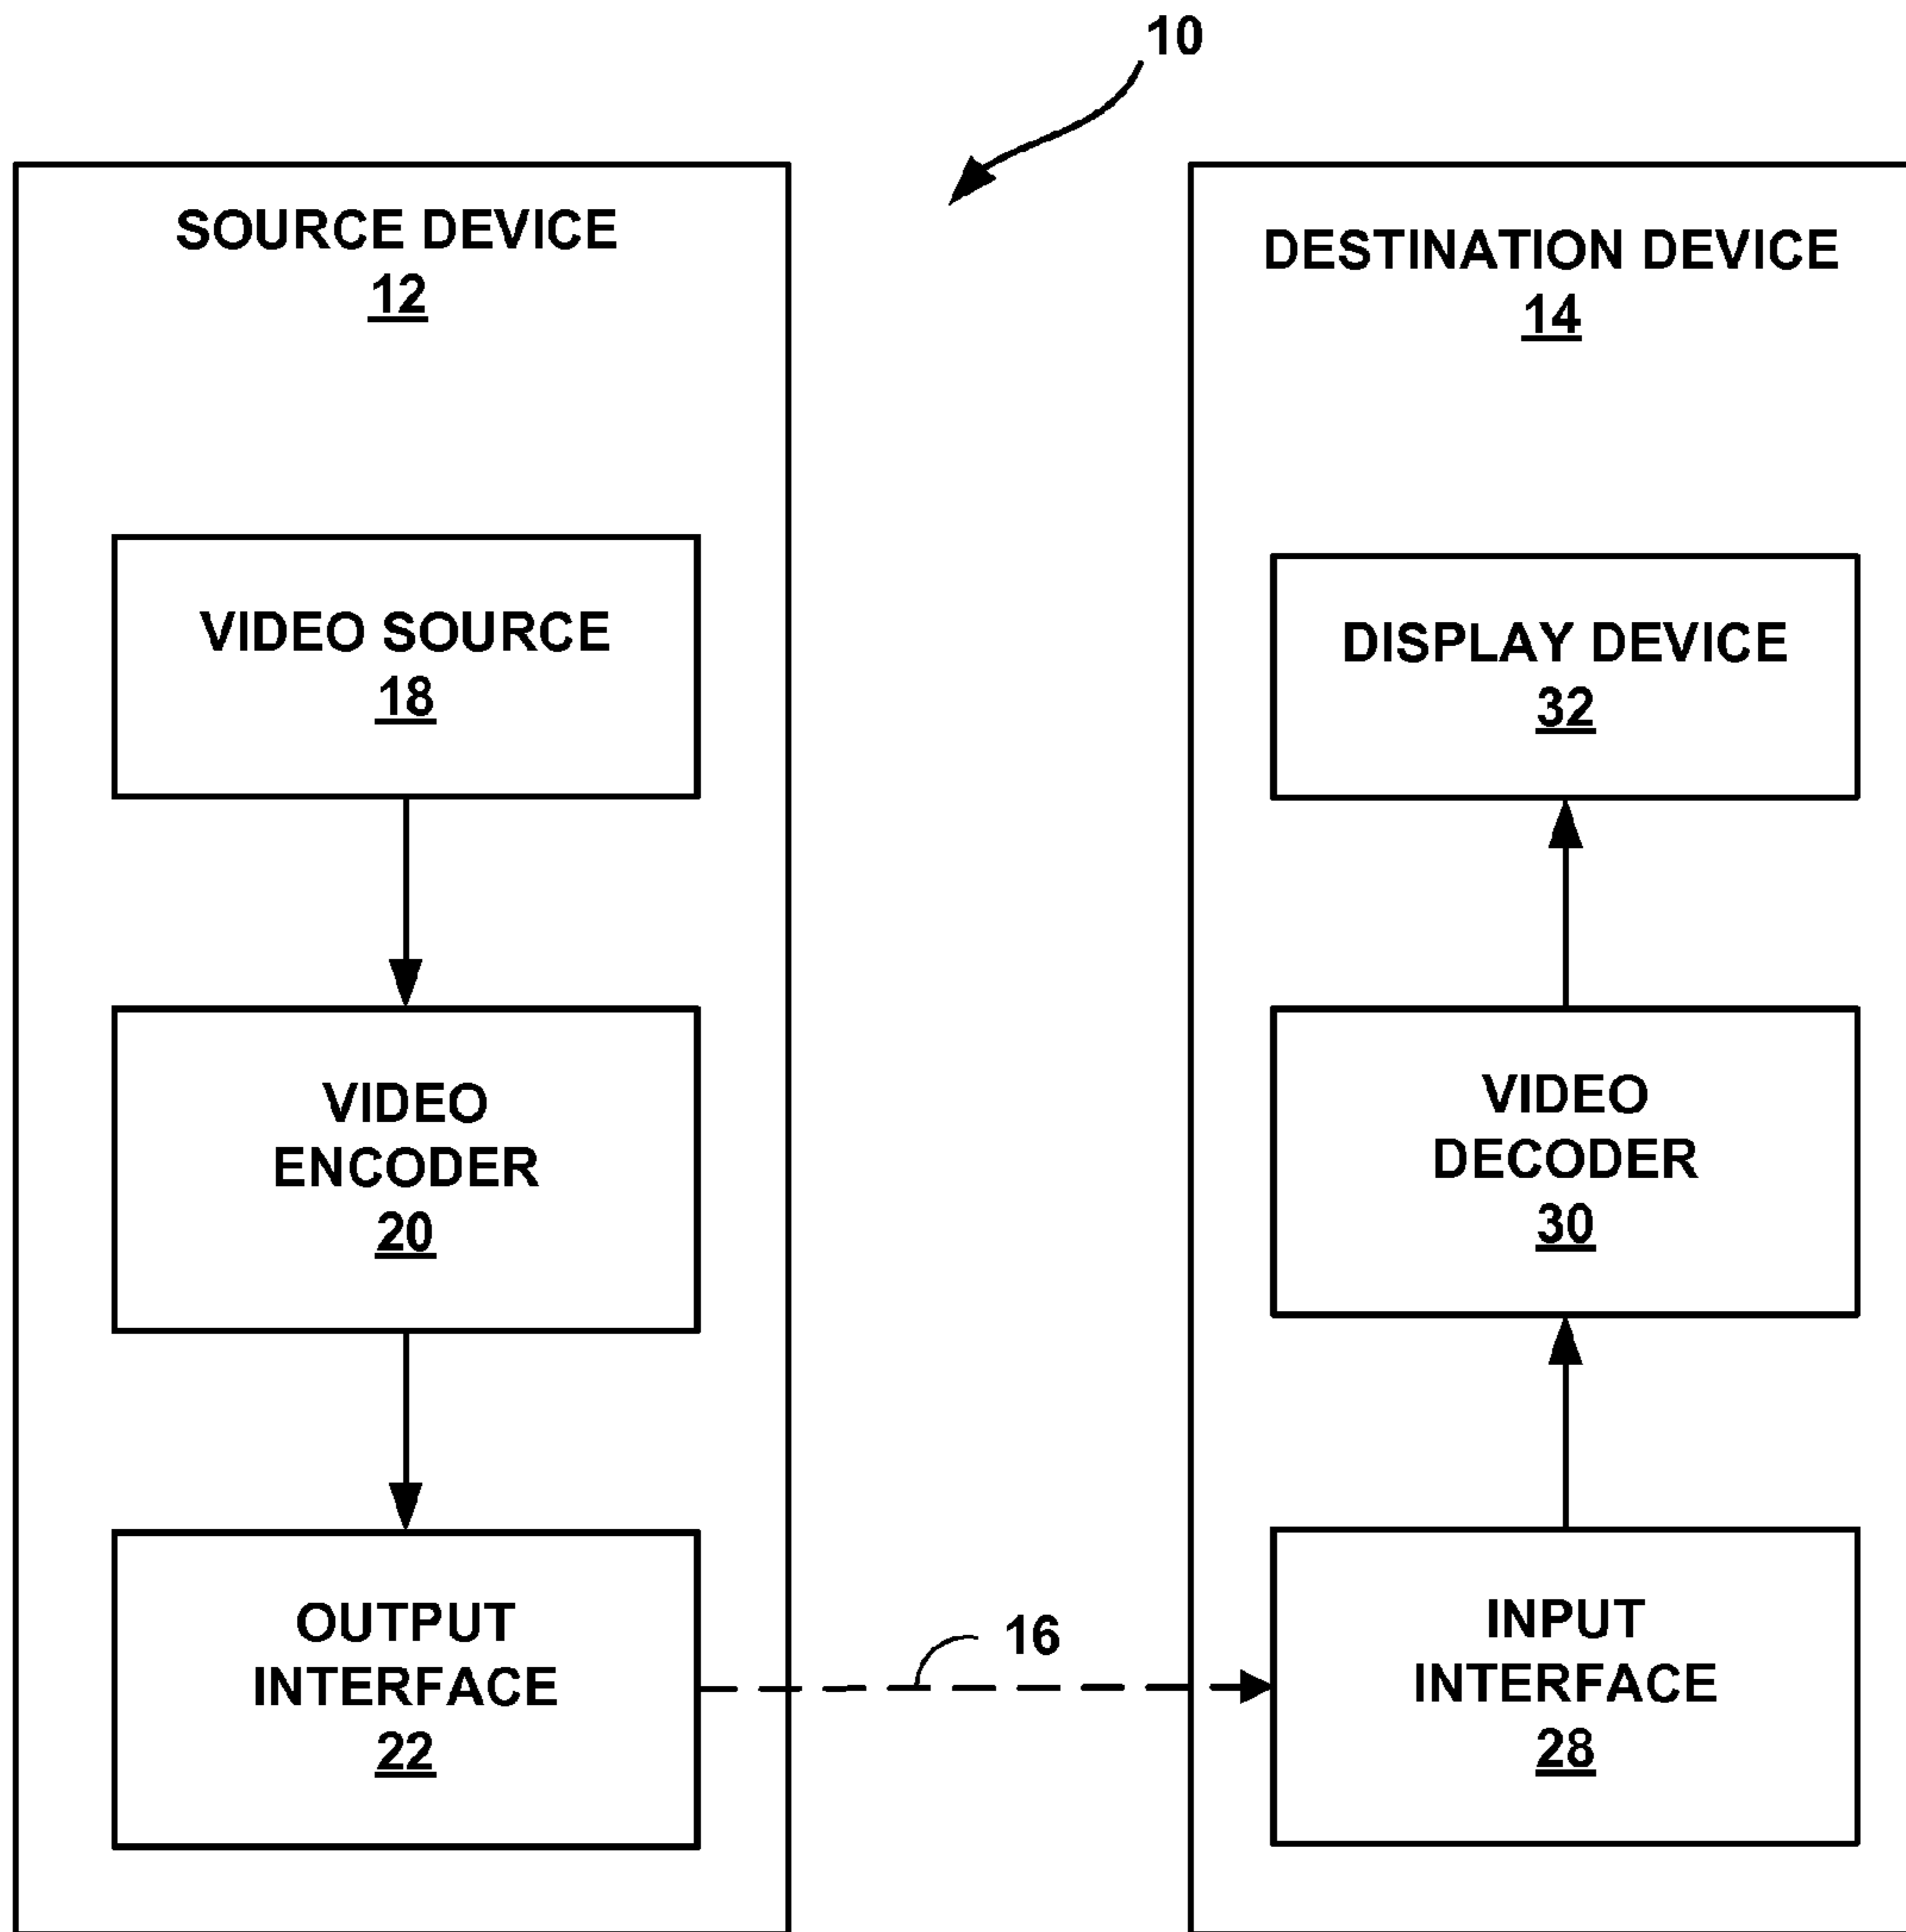 10
SOURCE DEVICE
12
VIDEO SOURCE
18
VIDEO
ENCODER
20
OUTPUT
INTERFACE
22
16
DESTINATION DEVICE
14
DISPLAY DEVICE
32
VIDEO
DECODER
30
INPUT
INTERFACE
28